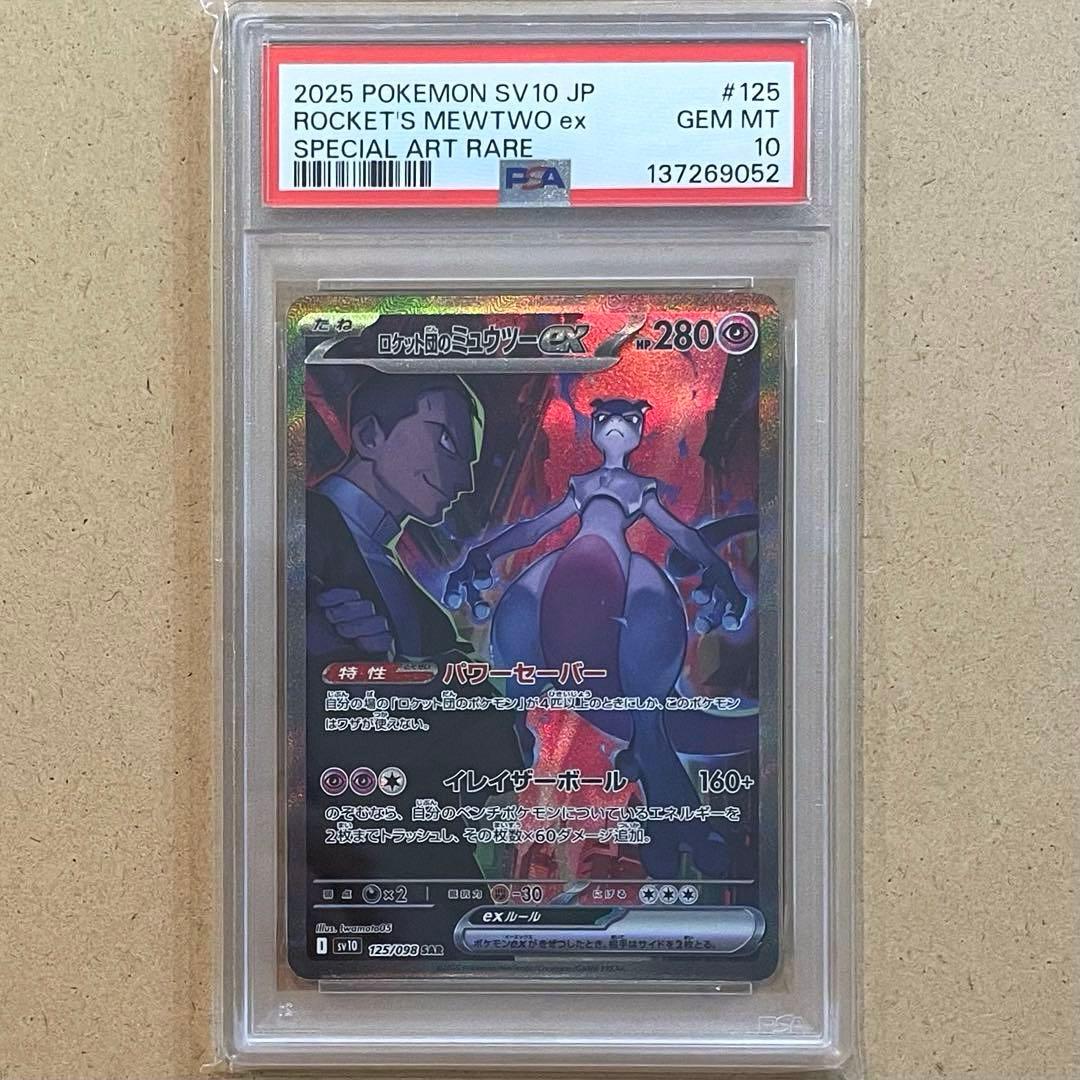 2025 POKEMON SV10 JP #125
ROCKET'S MEWTWO ex GEM MT
SPECIAL ART RARE 10
PSA 137269052
たね ロケット団のミュウツーex HP280
特性 パワーセーバー
自分の場の「ロケット団のポケモン」が4匹以上のときにしか、このポケモン
はワザが使えない。
イレイザーボール 160+
のぞむなら、自分のベンチポケモンについているエネルギーを
2枚までトラッシュし、その枚数×60ダメージ追加。
弱点 ×2 抵抗力 -30 にげる
Illus. Iwamoto05
exルール
I sv10 125/098 SAR
ポケモンexがきぜつしたとき、相手はサイドを2枚とる。
PSA